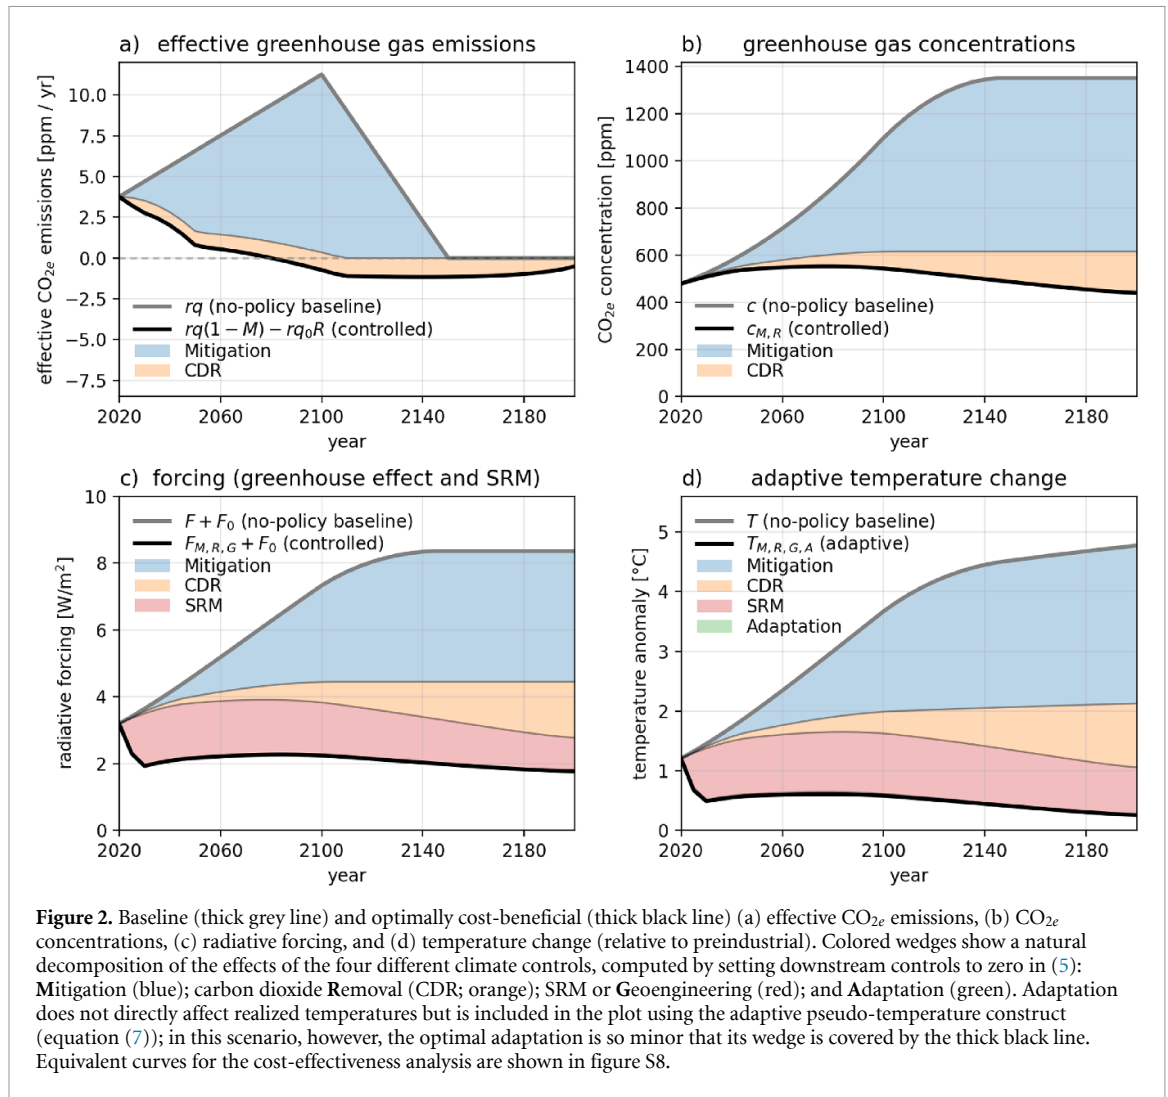 a) effective greenhouse gas emissions
effective CO₂ₑ emissions [ppm / yr]
10.0
7.5
5.0
2.5
0.0
−2.5
−5.0
−7.5
rq (no-policy baseline)
rq(1 − M) − rq₀R (controlled)
Mitigation
CDR
2020 2060 2100 2140 2180
year
b) greenhouse gas concentrations
CO₂ₑ concentration [ppm]
1400
1200
1000
800
600
400
200
0
c (no-policy baseline)
c_M,R (controlled)
Mitigation
CDR
2020 2060 2100 2140 2180
year
c) forcing (greenhouse effect and SRM)
radiative forcing [W/m²]
10
8
6
4
2
0
F + F₀ (no-policy baseline)
F_M,R,G + F₀ (controlled)
Mitigation
CDR
SRM
2020 2060 2100 2140 2180
year
d) adaptive temperature change
temperature anomaly [°C]
5
4
3
2
1
0
T (no-policy baseline)
T_M,R,G,A (adaptive)
Mitigation
CDR
SRM
Adaptation
2020 2060 2100 2140 2180
year
Figure 2. Baseline (thick grey line) and optimally cost-beneficial (thick black line) (a) effective CO₂ₑ emissions, (b) CO₂ₑ
concentrations, (c) radiative forcing, and (d) temperature change (relative to preindustrial). Colored wedges show a natural
decomposition of the effects of the four different climate controls, computed by setting downstream controls to zero in (5):
Mitigation (blue); carbon dioxide Removal (CDR; orange); SRM or Geoengineering (red); and Adaptation (green). Adaptation
does not directly affect realized temperatures but is included in the plot using the adaptive pseudo-temperature construct
(equation (7)); in this scenario, however, the optimal adaptation is so minor that its wedge is covered by the thick black line.
Equivalent curves for the cost-effectiveness analysis are shown in figure S8.